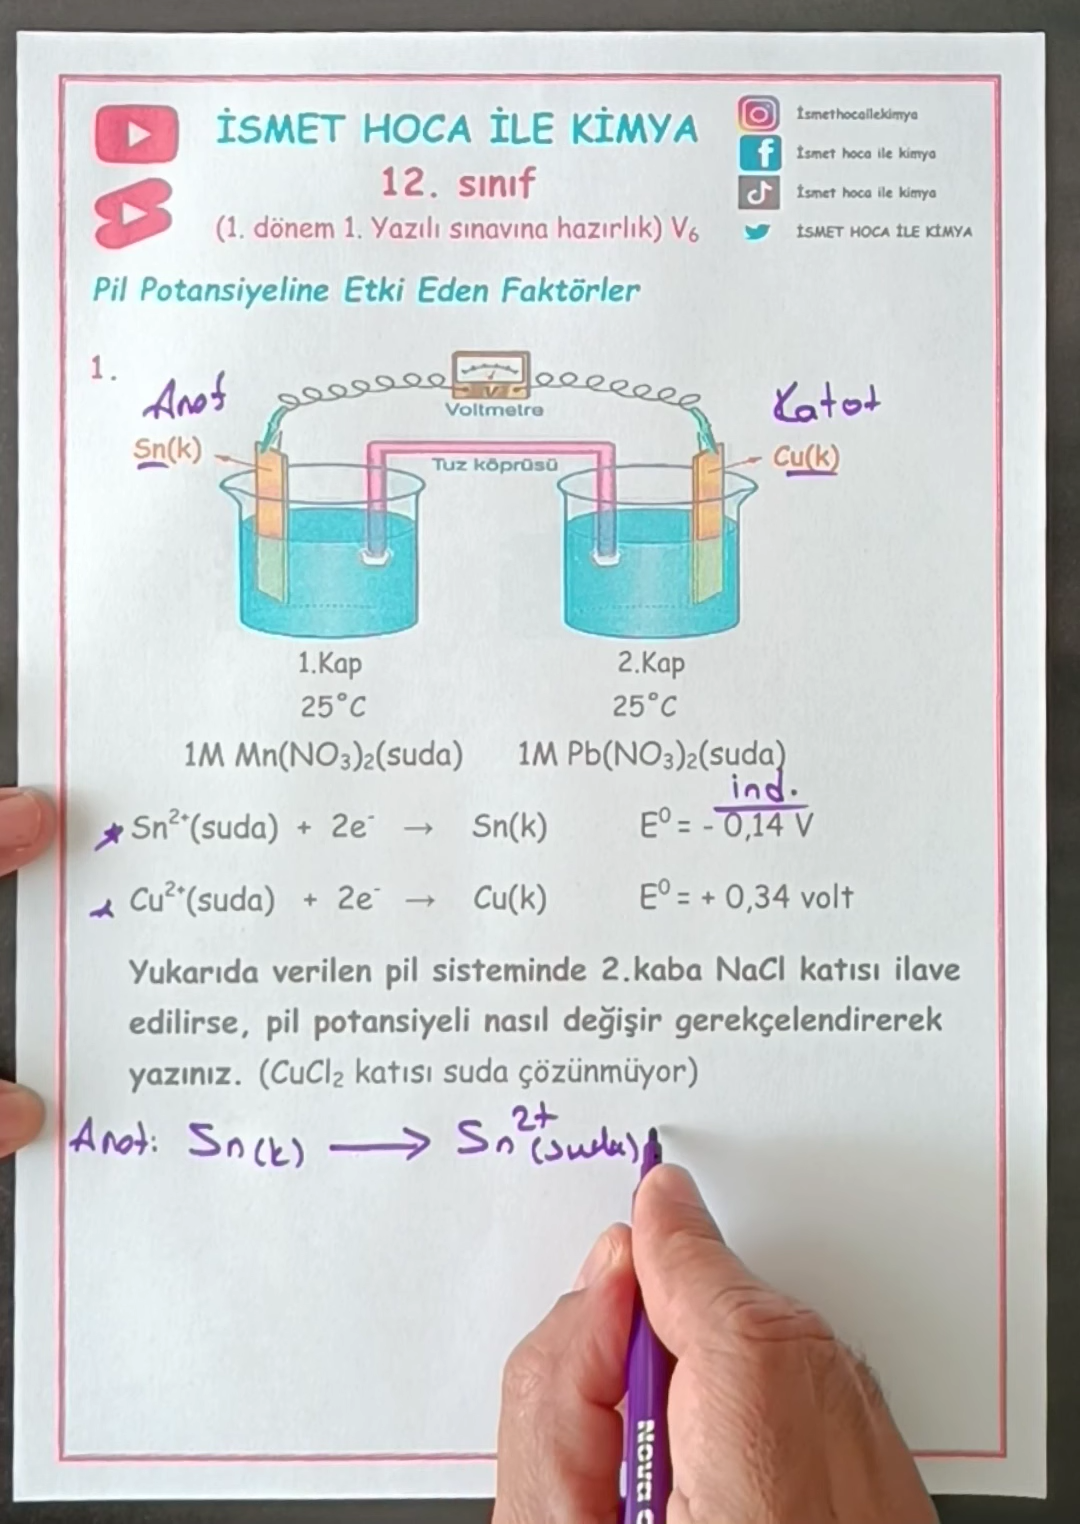 İSMET HOCA İLE KİMYA
12. sınıf
(1. dönem 1. Yazılı sınavına hazırlık) V₆
İsmethocailekimya
İsmet hoca ile kimya
İsmet hoca ile kimya
İSMET HOCA İLE KİMYA
Pil Potansiyeline Etki Eden Faktörler
1.
Anot
Katot
Voltmetre
Sn(k)
Tuz köprüsü
Cu(k)
1.Kap 2.Kap
25°C 25°C
1M Mn(NO₃)₂(suda) 1M Pb(NO₃)₂(suda)
ind.
Sn²⁺(suda) + 2e⁻ → Sn(k) E⁰ = - 0,14 V
Cu²⁺(suda) + 2e⁻ → Cu(k) E⁰ = + 0,34 volt
Yukarıda verilen pil sisteminde 2.kaba NaCl katısı ilave
edilirse, pil potansiyeli nasıl değişir gerekçelendirerek
yazınız. (CuCl₂ katısı suda çözünmüyor)
Anot: Sn(k) → Sn²⁺(suda)